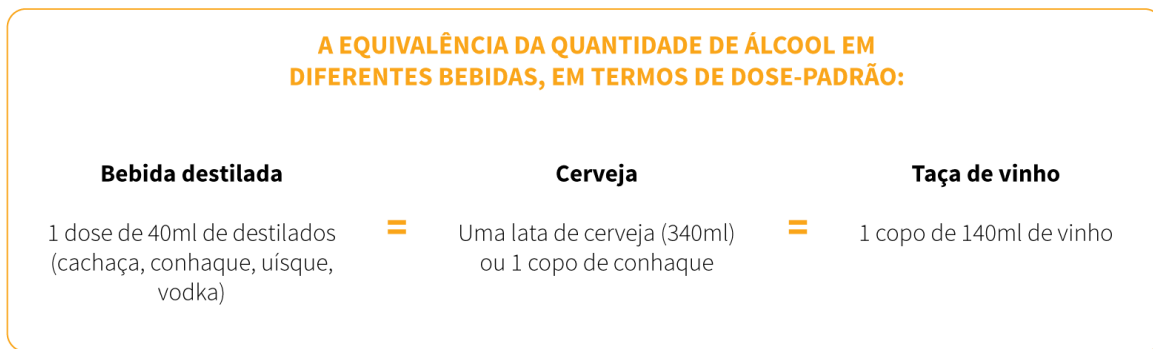 A EQUIVALÊNCIA DA QUANTIDADE DE ÁLCOOL EM
DIFERENTES BEBIDAS, EM TERMOS DE DOSE-PADRÃO:
Bebida destilada
1 dose de 40ml de destilados
(cachaça, conhaque, uísque,
vodka)
=
Cerveja
Uma lata de cerveja (340ml)
ou 1 copo de conhaque
=
Taça de vinho
1 copo de 140ml de vinho